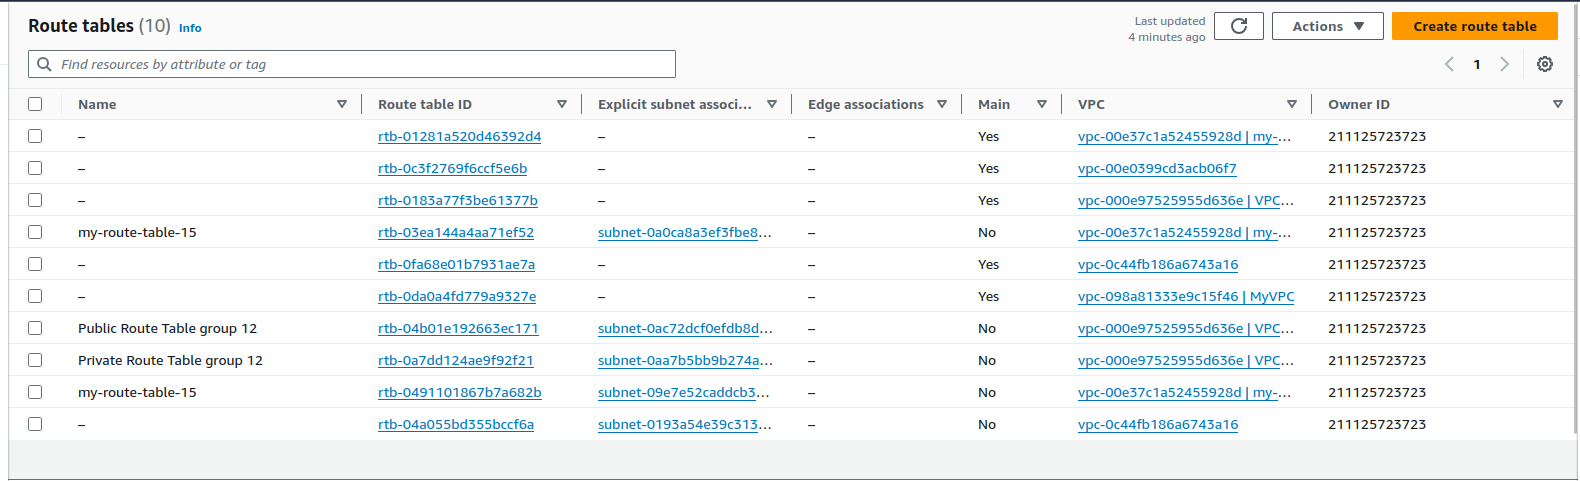 Route tables (10) Info
Last updated
4 minutes ago
Actions
Create route table
Find resources by attribute or tag
1
Name Route table ID Explicit subnet associ... Edge associations Main VPC Owner ID
– rtb-01281a520d46392d4 – – Yes vpc-00e37c1a52455928d | my-... 211125723723
– rtb-0c3f2769f6ccf5e6b – – Yes vpc-00e0399cd3acb06f7 211125723723
– rtb-0183a77f3be61377b – – Yes vpc-000e97525955d636e | VPC... 211125723723
my-route-table-15 rtb-03ea144a4aa71ef52 subnet-0a0ca8a3ef3fbe8... – No vpc-00e37c1a52455928d | my-... 211125723723
– rtb-0fa68e01b7931ae7a – – Yes vpc-0c44fb186a6743a16 211125723723
– rtb-0da0a4fd779a9327e – – Yes vpc-098a81333e9c15f46 | MyVPC 211125723723
Public Route Table group 12 rtb-04b01e192663ec171 subnet-0ac72dcf0efdb8d... – No vpc-000e97525955d636e | VPC... 211125723723
Private Route Table group 12 rtb-0a7dd124ae9f92f21 subnet-0aa7b5bb9b274a... – No vpc-000e97525955d636e | VPC... 211125723723
my-route-table-15 rtb-0491101867b7a682b subnet-09e7e52caddcb3... – No vpc-00e37c1a52455928d | my-... 211125723723
– rtb-04a055bd355bccf6a subnet-0193a54e39c313... – No vpc-0c44fb186a6743a16 211125723723